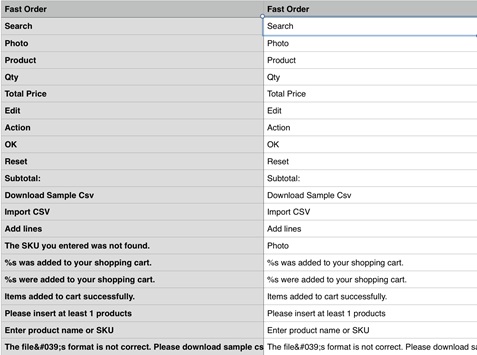 Fast Order Fast Order
Search Search
Photo Photo
Product Product
Qty Qty
Total Price Total Price
Edit Edit
Action Action
OK OK
Reset Reset
Subtotal: Subtotal:
Download Sample Csv Download Sample Csv
Import CSV Import CSV
Add lines Add lines
The SKU you entered was not found. Photo
%s was added to your shopping cart. %s was added to your shopping cart.
%s were added to your shopping cart. %s were added to your shopping cart.
Items added to cart successfully. Items added to cart successfully.
Please insert at least 1 products Please insert at least 1 products
Enter product name or SKU Enter product name or SKU
The file&#039;s format is not correct. Please download sample cs The file&#039;s format is not correct. Please download sa